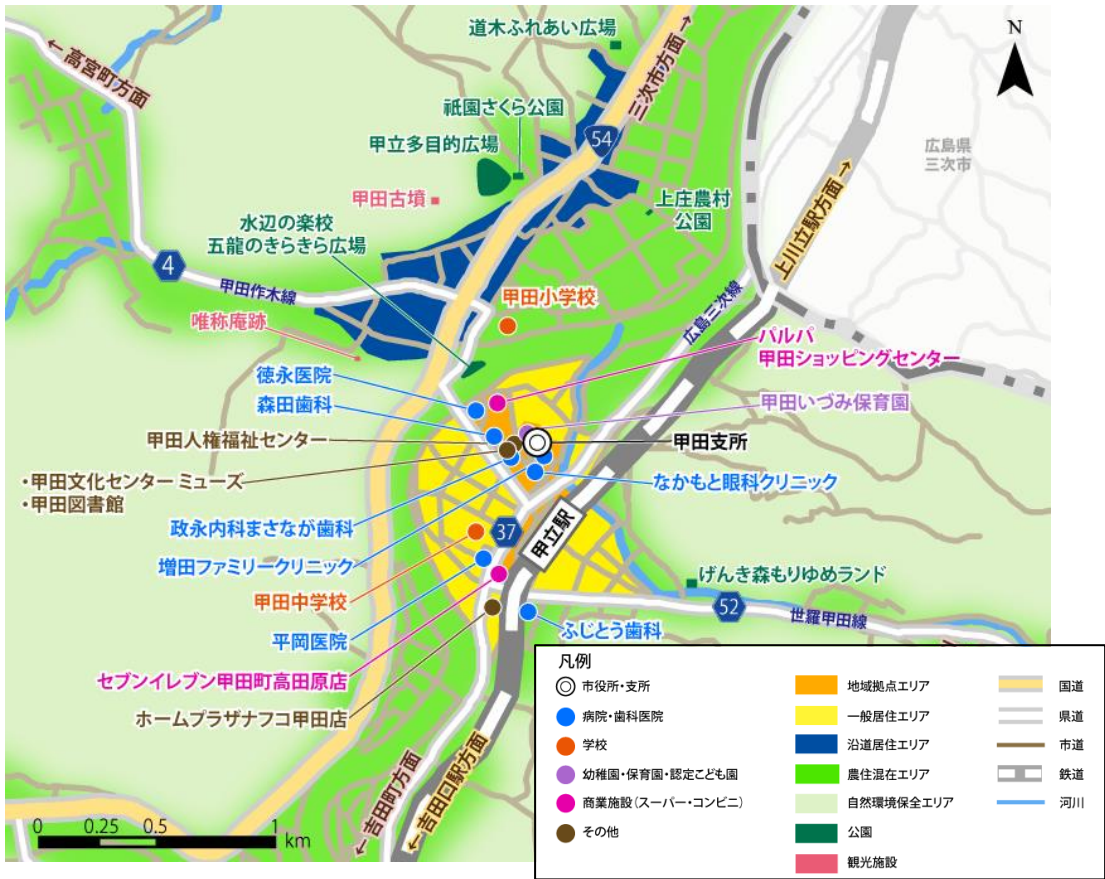 道木ふれあい広場
N
← 高宮町方面
三次市方面 →
祇園さくら公園
54
甲立多目的広場
広島県
三次市
甲田古墳
上庄農村
公園
上川立駅方面 →
水辺の楽校
五龍のきらきら広場
4
甲田作木線
甲田小学校
広島三次線
唯称庵跡
パルパ
甲田ショッピングセンター
徳永医院
森田歯科
甲田いづみ保育園
甲田人権福祉センター
甲田支所
・甲田文化センター ミューズ
・甲田図書館
なかもと眼科クリニック
政永内科まさなが歯科
37
甲立駅
増田ファミリークリニック
げんき森もりゆめランド
甲田中学校
52
世羅甲田線
平岡医院
ふじとう歯科
セブンイレブン甲田町高田原店
ホームプラザナフコ甲田店
← 吉田町方面
← 吉田口駅方面
0 0.25 0.5 1
km
凡例
市役所・支所
病院・歯科医院
学校
幼稚園・保育園・認定こども園
商業施設(スーパー・コンビニ)
その他
地域拠点エリア
一般居住エリア
沿道居住エリア
農住混在エリア
自然環境保全エリア
公園
観光施設
国道
県道
市道
鉄道
河川